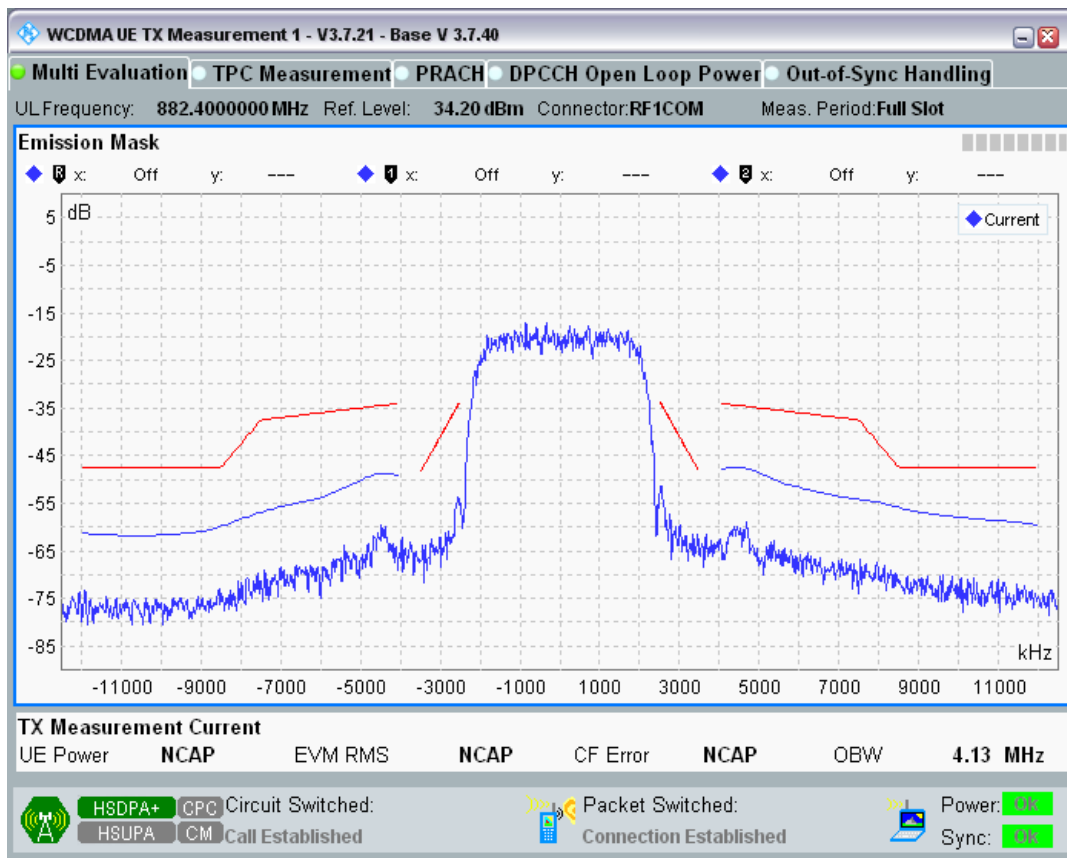 WCDMA UE TX Measurement 1 - V3.7.21 - Base V 3.7.40
Multi Evaluation TPC Measurement PRACH DPCCH Open Loop Power Out-of-Sync Handling
UL Frequency: 882.4000000 MHz Ref. Level: 34.20 dBm Connector: RF1COM Meas. Period: Full Slot
Emission Mask
R x: Off y: --- 1 x: Off y: --- 2 x: Off y: ---
dB
Current
5
-5
-15
-25
-35
-45
-55
-65
-75
-85
kHz
-11000 -9000 -7000 -5000 -3000 -1000 1000 3000 5000 7000 9000 11000
TX Measurement Current
UE Power NCAP EVM RMS NCAP CF Error NCAP OBW 4.13 MHz
HSDPA+ CPC Circuit Switched: Packet Switched: Power: Ok
HSUPA CM Call Established Connection Established Sync: Ok